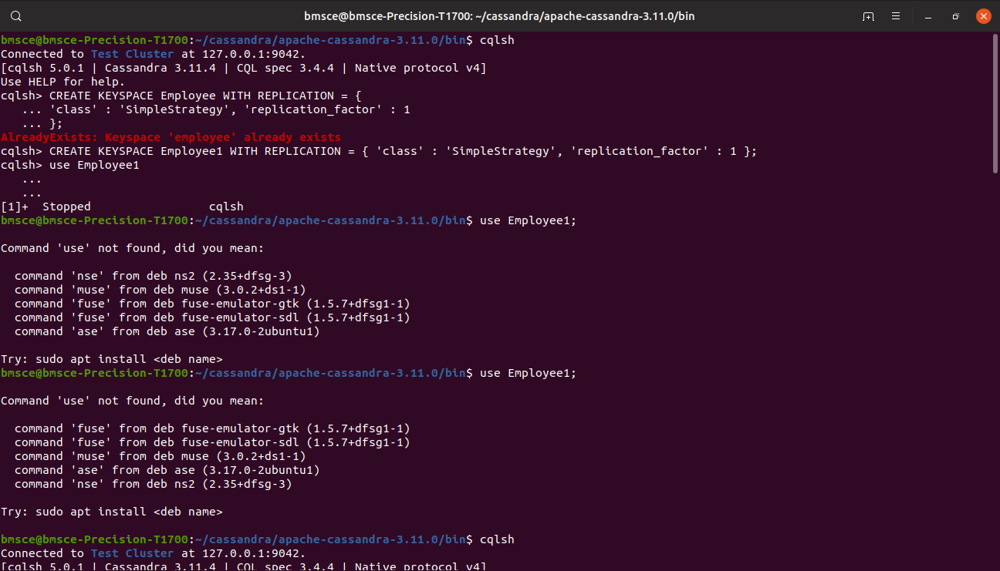 bmsce@bmsce-Precision-T1700: ~/cassandra/apache-cassandra-3.11.0/bin
bmsce@bmsce-Precision-T1700:~/cassandra/apache-cassandra-3.11.0/bin$ cqlsh
Connected to Test Cluster at 127.0.0.1:9042.
[cqlsh 5.0.1 | Cassandra 3.11.4 | CQL spec 3.4.4 | Native protocol v4]
Use HELP for help.
cqlsh> CREATE KEYSPACE Employee WITH REPLICATION = {
   ... 'class' : 'SimpleStrategy', 'replication_factor' : 1
   ... };
AlreadyExists: Keyspace 'employee' already exists
cqlsh> CREATE KEYSPACE Employee1 WITH REPLICATION = { 'class' : 'SimpleStrategy', 'replication_factor' : 1 };
cqlsh> use Employee1
   ...
   ...
[1]+  Stopped                 cqlsh
bmsce@bmsce-Precision-T1700:~/cassandra/apache-cassandra-3.11.0/bin$ use Employee1;
Command 'use' not found, did you mean:
  command 'nse' from deb ns2 (2.35+dfsg-3)
  command 'muse' from deb muse (3.0.2+ds1-1)
  command 'fuse' from deb fuse-emulator-gtk (1.5.7+dfsg1-1)
  command 'fuse' from deb fuse-emulator-sdl (1.5.7+dfsg1-1)
  command 'ase' from deb ase (3.17.0-2ubuntu1)
Try: sudo apt install <deb name>
bmsce@bmsce-Precision-T1700:~/cassandra/apache-cassandra-3.11.0/bin$ use Employee1;
Command 'use' not found, did you mean:
  command 'fuse' from deb fuse-emulator-gtk (1.5.7+dfsg1-1)
  command 'fuse' from deb fuse-emulator-sdl (1.5.7+dfsg1-1)
  command 'muse' from deb muse (3.0.2+ds1-1)
  command 'ase' from deb ase (3.17.0-2ubuntu1)
  command 'nse' from deb ns2 (2.35+dfsg-3)
Try: sudo apt install <deb name>
bmsce@bmsce-Precision-T1700:~/cassandra/apache-cassandra-3.11.0/bin$ cqlsh
Connected to Test Cluster at 127.0.0.1:9042.
[cqlsh 5.0.1 | Cassandra 3.11.4 | CQL spec 3.4.4 | Native protocol v4]